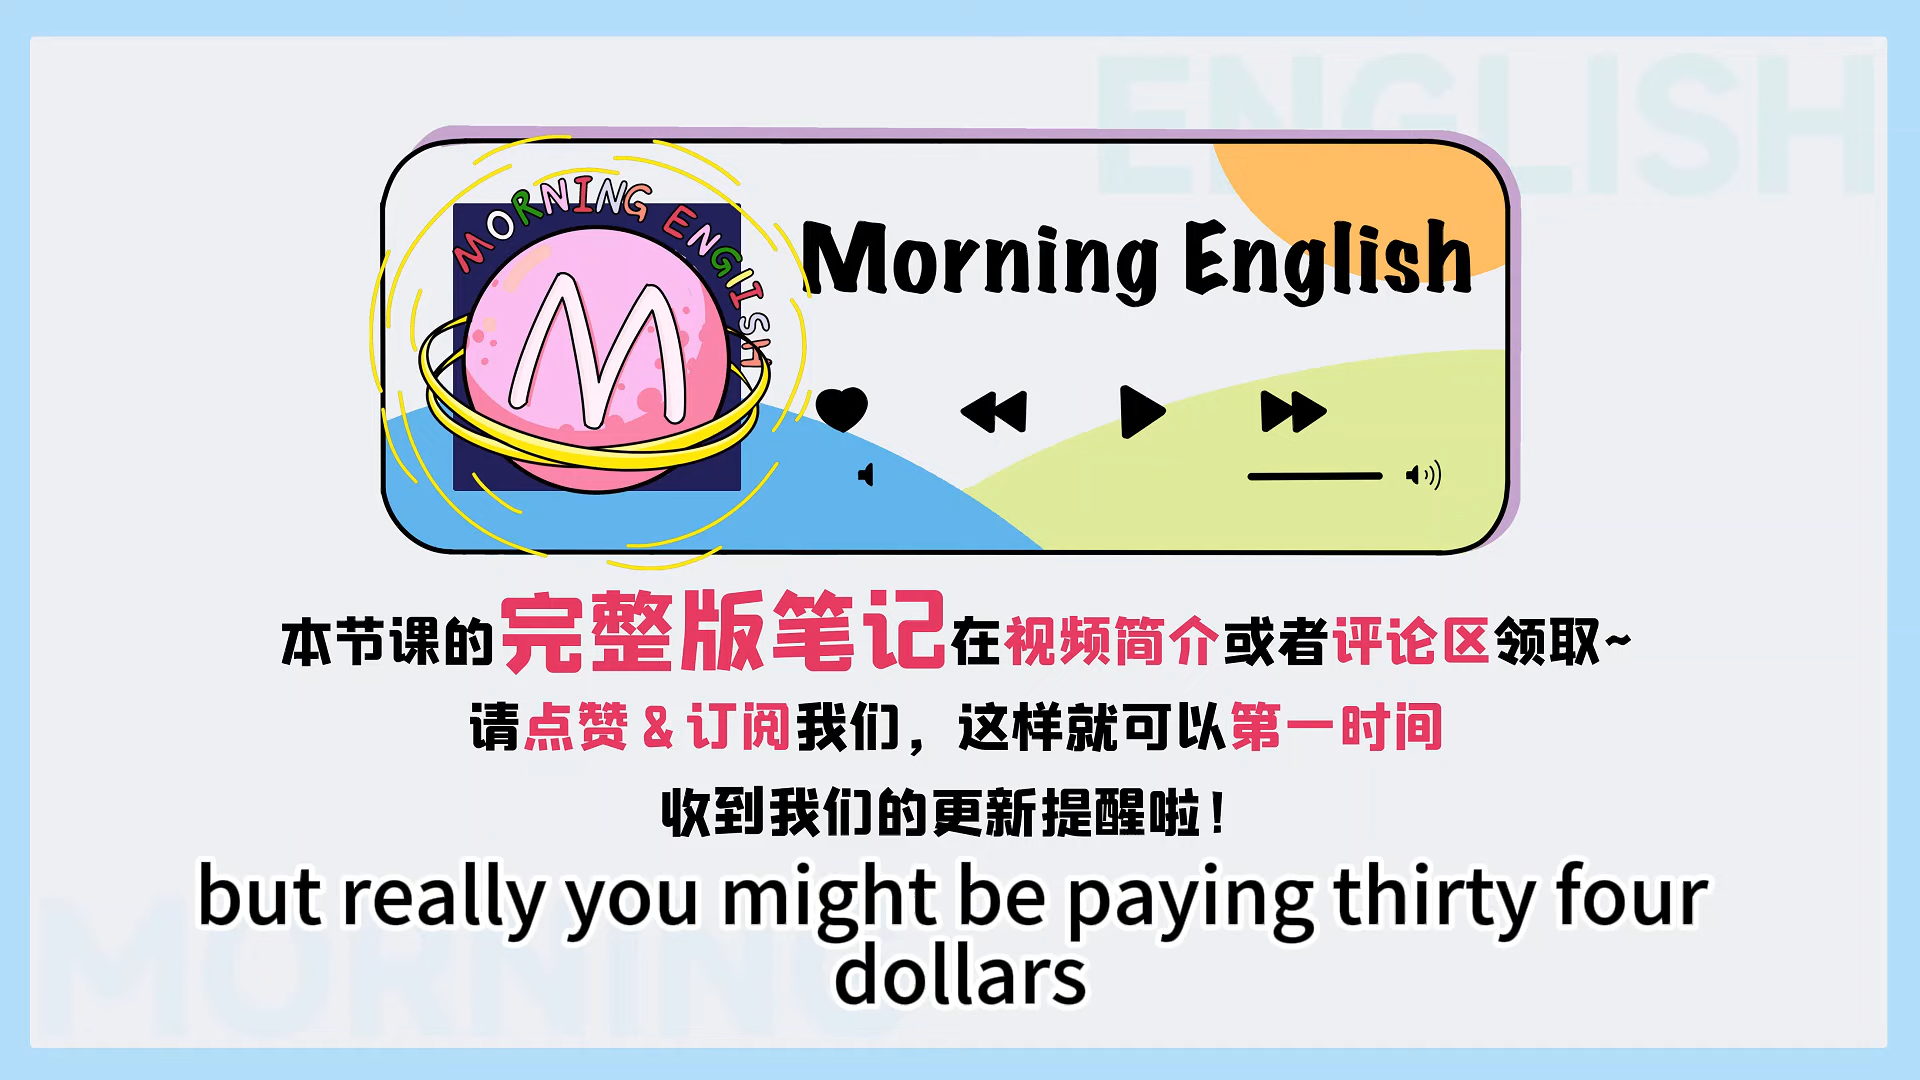 ENGLISH
MORNING ENGLISH
M
Morning English
本节课的完整版笔记在视频简介或者评论区领取~
请点赞&订阅我们，这样就可以第一时间
收到我们的更新提醒啦！
MORNING
but really you might be paying thirty four
dollars